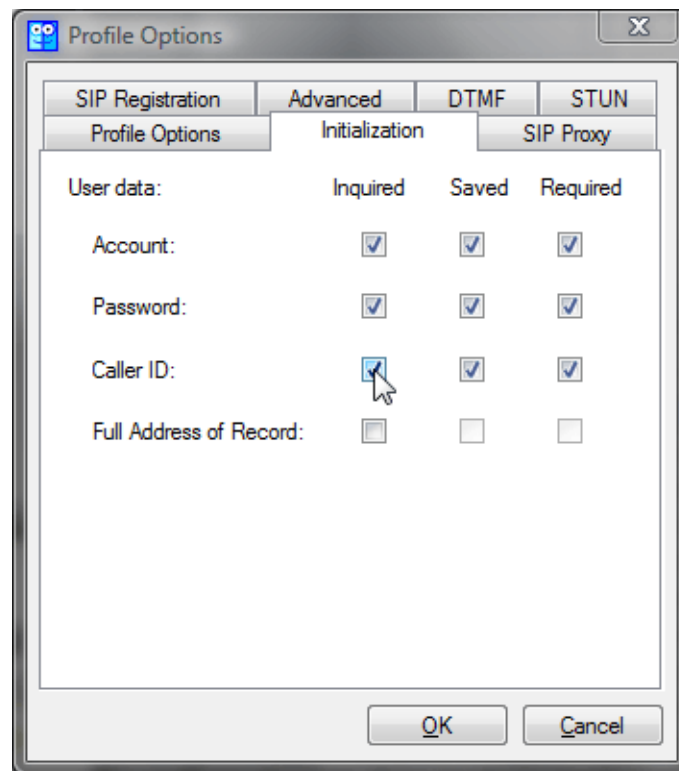 Profile Options
SIP Registration Advanced DTMF STUN
Profile Options Initialization SIP Proxy
User data: Inquired Saved Required
Account:
Password:
Caller ID:
Full Address of Record:
OK Cancel